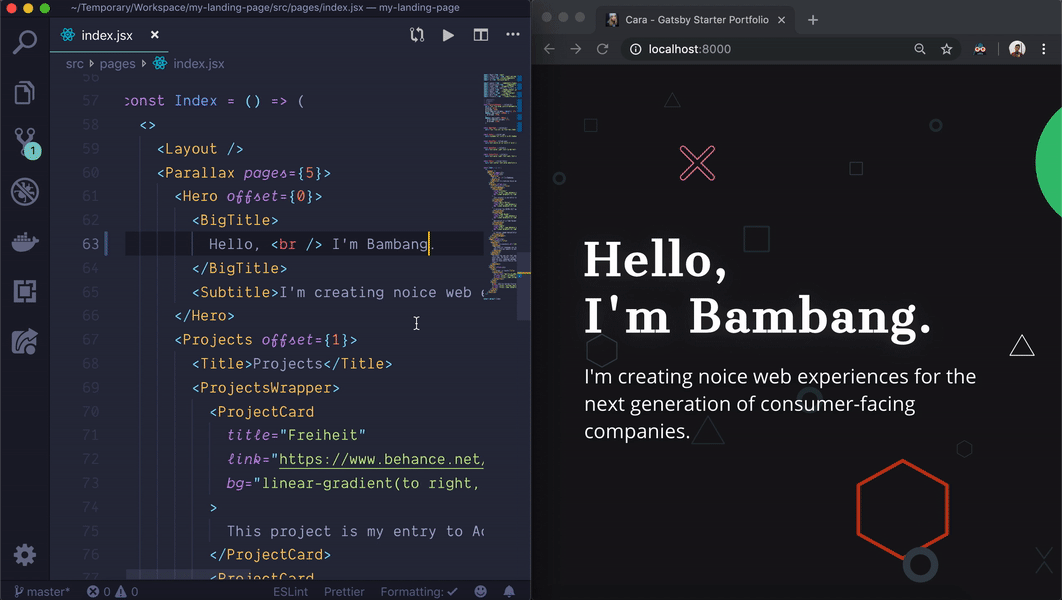 ~/Temporary/Workspace/my-landing-page/src/pages/index.jsx — my-landing-page
index.jsx
src pages index.jsx
56
57 const Index = () => (
58 <>
59 <Layout />
60 <Parallax pages={5}>
61 <Hero offset={0}>
62 <BigTitle>
63 Hello, <br /> I'm Bambang.
64 </BigTitle>
65 <Subtitle>I'm creating noice web
66 </Hero>
67 <Projects offset={1}>
68 <Title>Projects</Title>
69 <ProjectsWrapper>
70 <ProjectCard
71 title="Freiheit"
72 link="https://www.behance.net/
73 bg="linear-gradient(to right,
74 >
75 This project is my entry to
76 </ProjectCard>
77 <ProjectCard
1
master* 0 0 ESLint Prettier Formatting:
Cara - Gatsby Starter Portfolio
localhost:8000
Hello,
I'm Bambang.
I'm creating noice web experiences for the
next generation of consumer-facing
companies.